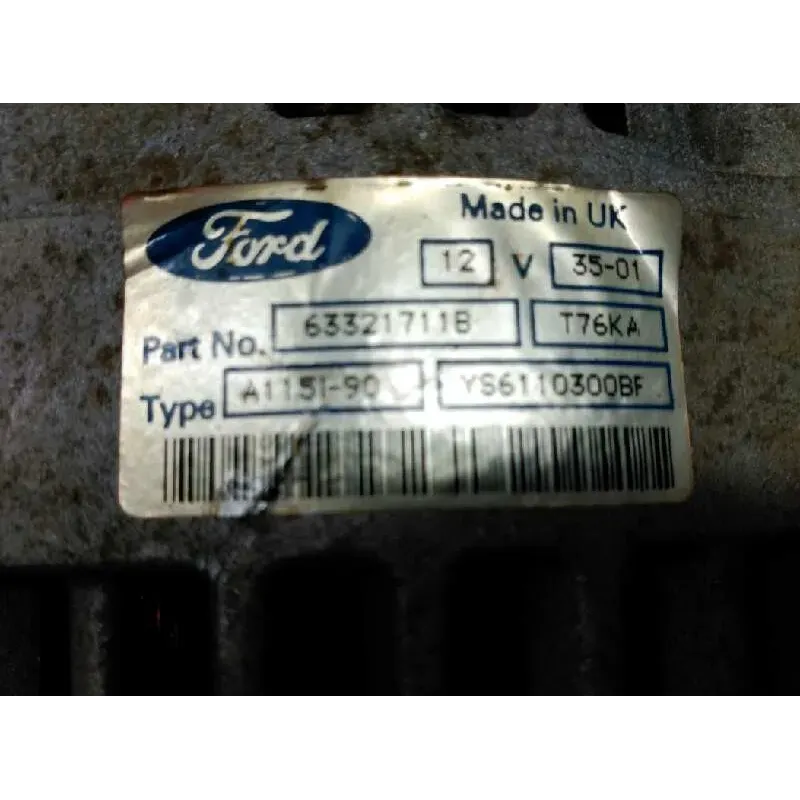 Ford Made in UK
12 V 35-01
Part No. 63321711B T76KA
Type A115I-90 YS6110300BF